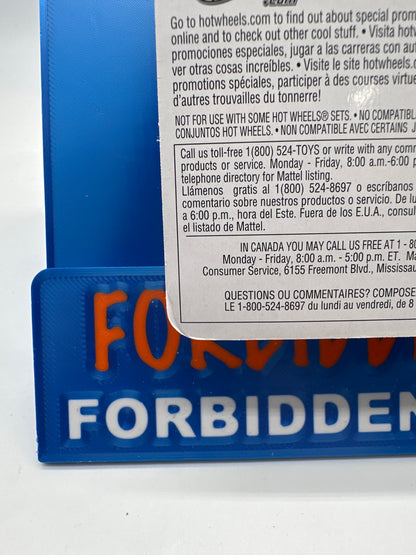 Team
Go to hotwheels.com to find out about special promo
online and to check out other cool stuff. • Visita hotw
promociones especiales, jugar a las carreras con auto
ver otras cosas increíbles. • Visite le site hotwheels.c
promotions spéciales, participer à des courses virtue
d'autres trouvailles du tonnerre!
NOT FOR USE WITH SOME HOT WHEELS® SETS. • NO COMPATIBL
CONJUNTOS HOT WHEELS. • NON COMPATIBLE AVEC CERTAINS J
Call us toll-free 1(800) 524-TOYS or write with any comm
products or service. Monday - Friday, 8:00 a.m.-6:00 p
telephone directory for Mattel listing.
Llámenos gratis al 1(800) 524-8697 o escríbanos
comentario sobre nuestros productos o servicio. De lu
a 6:00 p.m., hora del Este. Fuera de los E.U.A., consul
el listado de Mattel.
IN CANADA YOU MAY CALL US FREE AT 1 - 80
Monday - Friday, 8:00 a.m. - 5:00 p.m. ET. Ma
Consumer Service, 6155 Freemont Blvd., Mississau
QUESTIONS OU COMMENTAIRES? COMPOSE
LE 1-800-524-8697 du lundi au vendredi, de 8
FORBIDD
FORBIDDEN